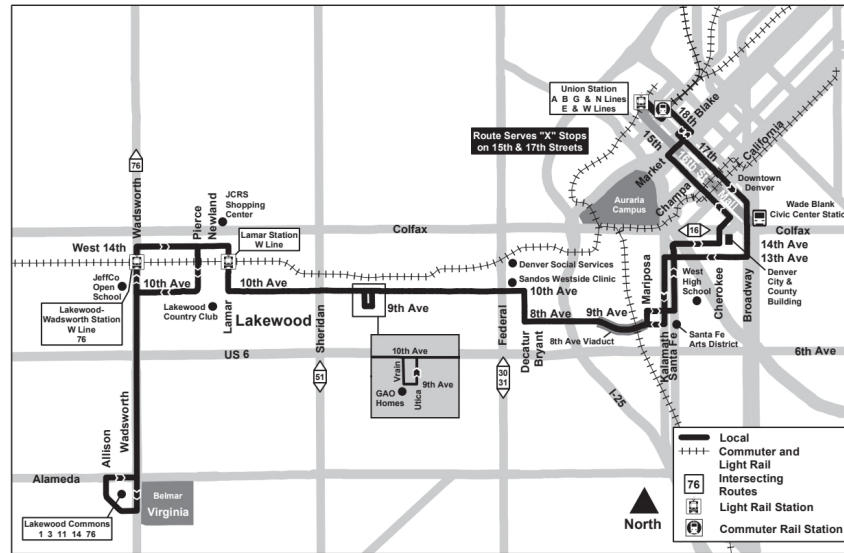 Union Station
A B G & N Lines
E & W Lines
18th
Blake
Route Serves "X" Stops
on 15th & 17th Streets
15th
17th
California
76
Market
16th St Mall
Downtown
Denver
Wadsworth
Pierce
Newland
JCRS
Shopping
Center
Auraria
Campus
Champa
Wade Blank
Civic Center Station
Lamar Station
W Line
Colfax
16
Colfax
West 14th
14th Ave
13th Ave
JeffCo
Open
School
10th Ave
Lakewood
Country Club
Lamar
10th Ave
Lakewood
9th Ave
Denver Social Services
Sandos Westside Clinic
10th Ave
Mariposa
West
High
School
Cherokee
Denver
City &
County
Building
Broadway
Lakewood-
Wadsworth Station
W Line
76
Sheridan
Federal
8th Ave
9th Ave
8th Ave Viaduct
Decatur
Bryant
Kalamath
Santa Fe
Santa Fe
Arts District
US 6
6th Ave
10th Ave
Vrain
9th Ave
GAO
Homes
Utica
51
30
31
I-25
Wadsworth
Allison
Alameda
Belmar
Virginia
Lakewood Commons
1 3 11 14 76
North
Local
Commuter and
Light Rail
76
Intersecting
Routes
Light Rail Station
Commuter Rail Station